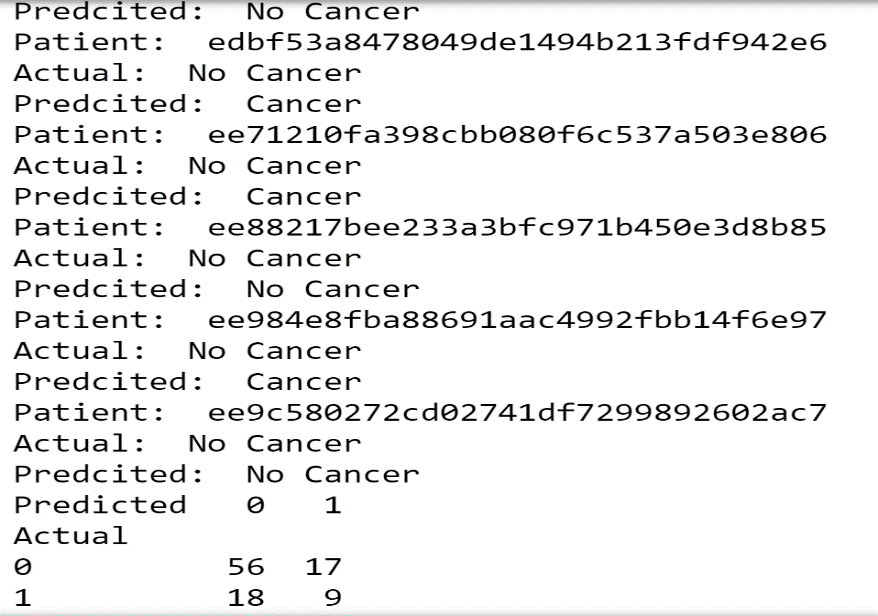 Predcited:  No Cancer
Patient:  edbf53a8478049de1494b213fdf942e6
Actual:  No Cancer
Predcited:  Cancer
Patient:  ee71210fa398cbb080f6c537a503e806
Actual:  No Cancer
Predcited:  Cancer
Patient:  ee88217bee233a3bfc971b450e3d8b85
Actual:  No Cancer
Predcited:  No Cancer
Patient:  ee984e8fba88691aac4992fbb14f6e97
Actual:  No Cancer
Predcited:  Cancer
Patient:  ee9c580272cd02741df7299892602ac7
Actual:  No Cancer
Predcited:  No Cancer
Predicted   0   1
Actual
0          56  17
1          18   9